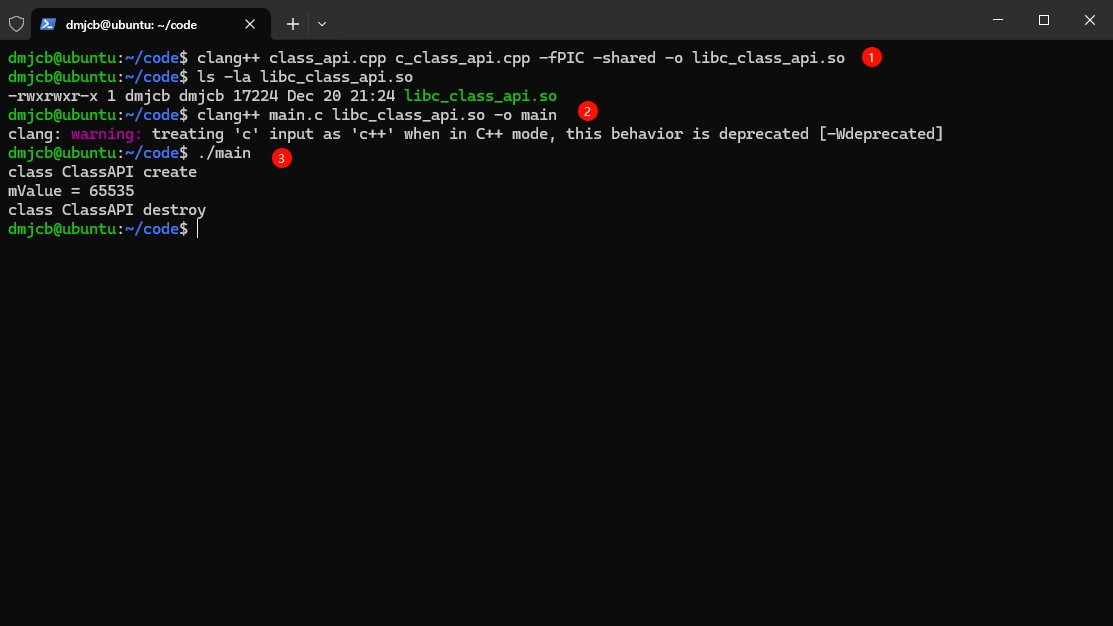 dmjcb@ubuntu: ~/code
dmjcb@ubuntu:~/code$ clang++ class_api.cpp c_class_api.cpp -fPIC -shared -o libc_class_api.so 1
dmjcb@ubuntu:~/code$ ls -la libc_class_api.so
-rwxrwxr-x 1 dmjcb dmjcb 17224 Dec 20 21:24 libc_class_api.so
dmjcb@ubuntu:~/code$ clang++ main.c libc_class_api.so -o main 2
clang: warning: treating 'c' input as 'c++' when in C++ mode, this behavior is deprecated [-Wdeprecated]
dmjcb@ubuntu:~/code$ ./main 3
class ClassAPI create
mValue = 65535
class ClassAPI destroy
dmjcb@ubuntu:~/code$